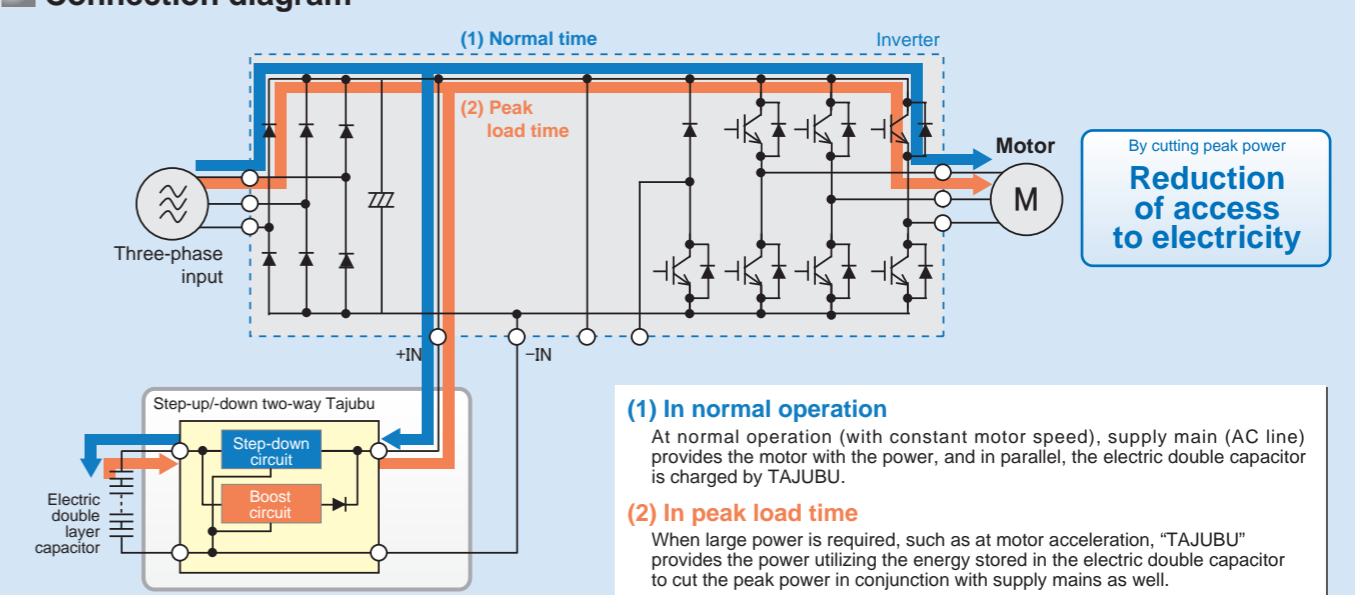 Connection diagram
(1) Normal time
Inverter
(2) Peak
load time
Motor
M
By cutting peak power
Reduction
of access
to electricity
Three-phase
input
+IN
−IN
Step-up/-down two-way Tajubu
Step-down
circuit
Boost
circuit
Electric
double
layer
capacitor
(1) In normal operation
At normal operation (with constant motor speed), supply main (AC line)
provides the motor with the power, and in parallel, the electric double capacitor
is charged by TAJUBU.
(2) In peak load time
When large power is required, such as at motor acceleration, “TAJUBU”
provides the power utilizing the energy stored in the electric double capacitor
to cut the peak power in conjunction with supply mains as well.